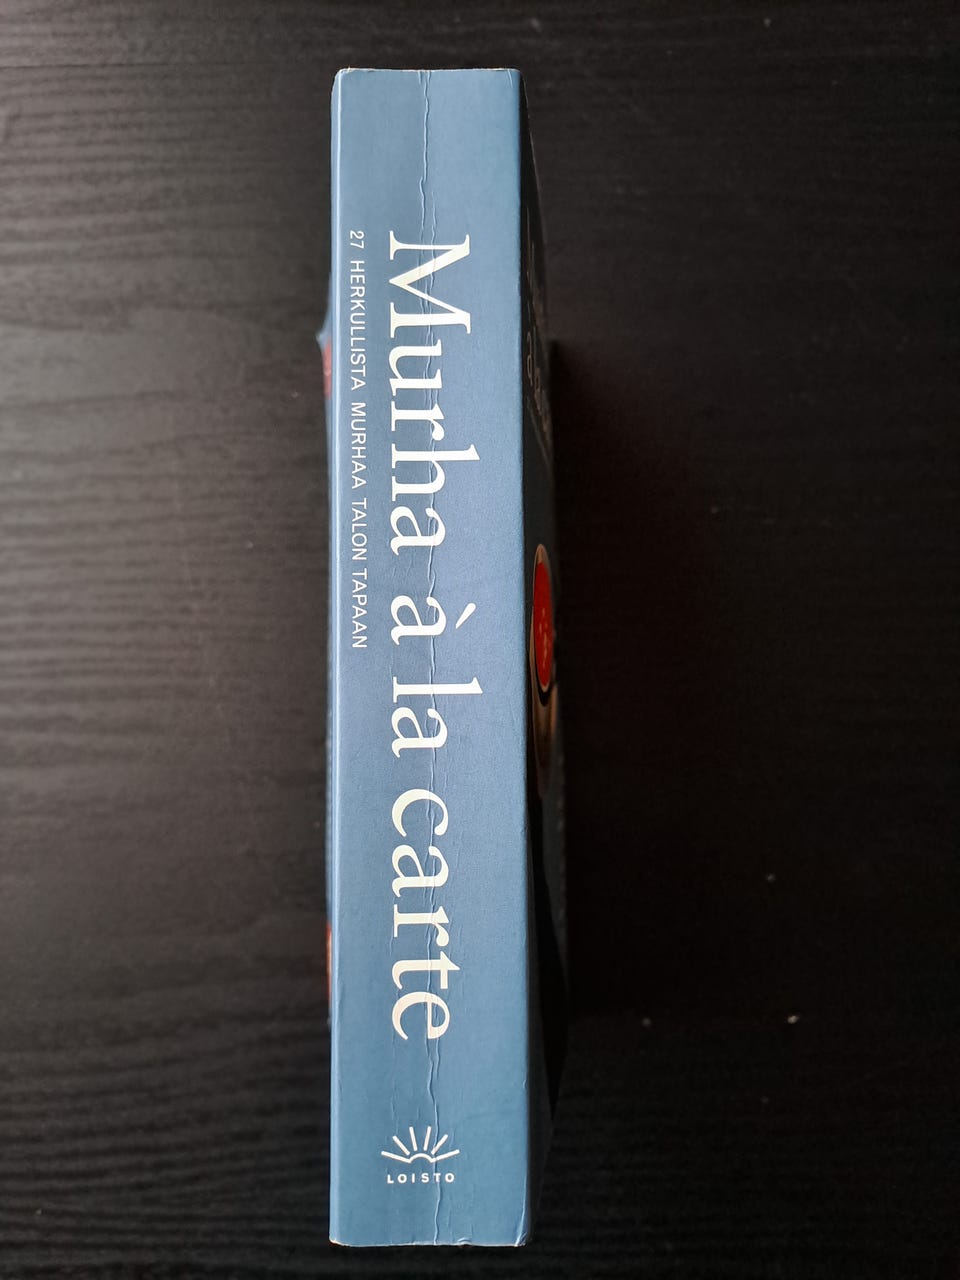 Murha à la carte
27 HERKULLISTA MURHAA TALON TAPAAN
LOISTO